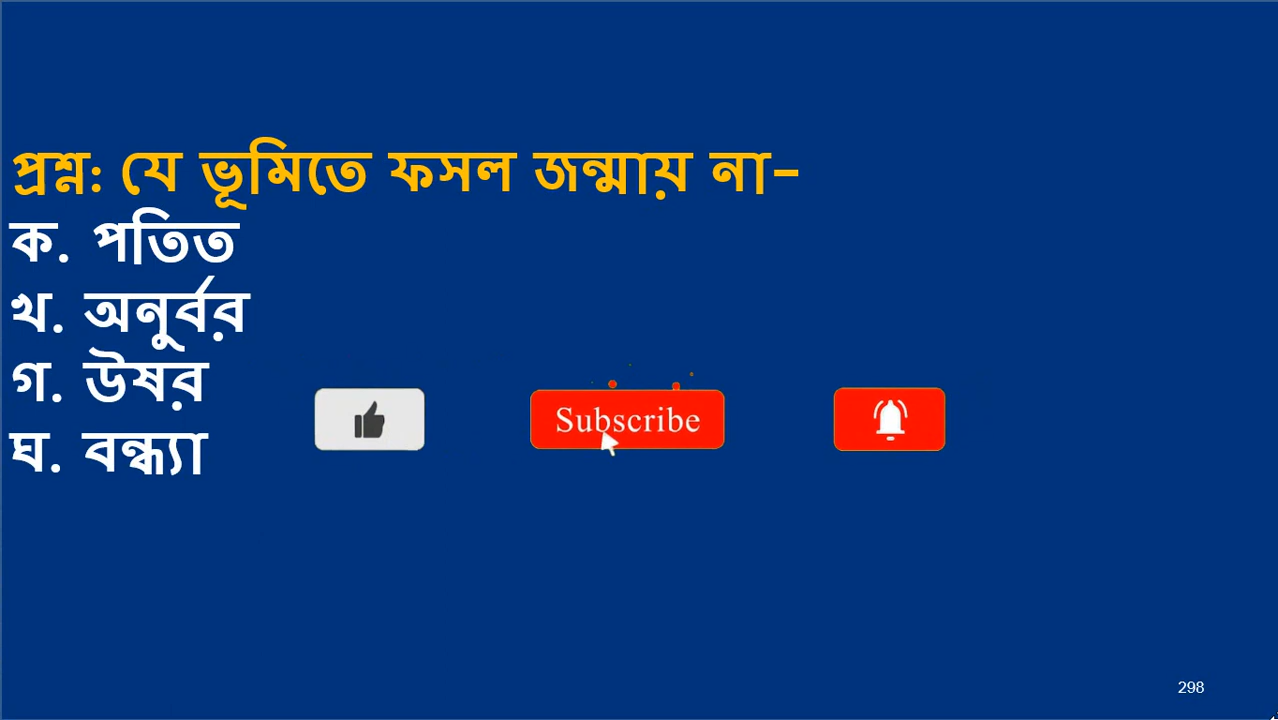 প্রশ্ন: যে ভূমিতে ফসল জন্মায় না–
ক. পতিত
খ. অনুর্বর
গ. উষর
ঘ. বন্ধ্যা
Subscribe
298